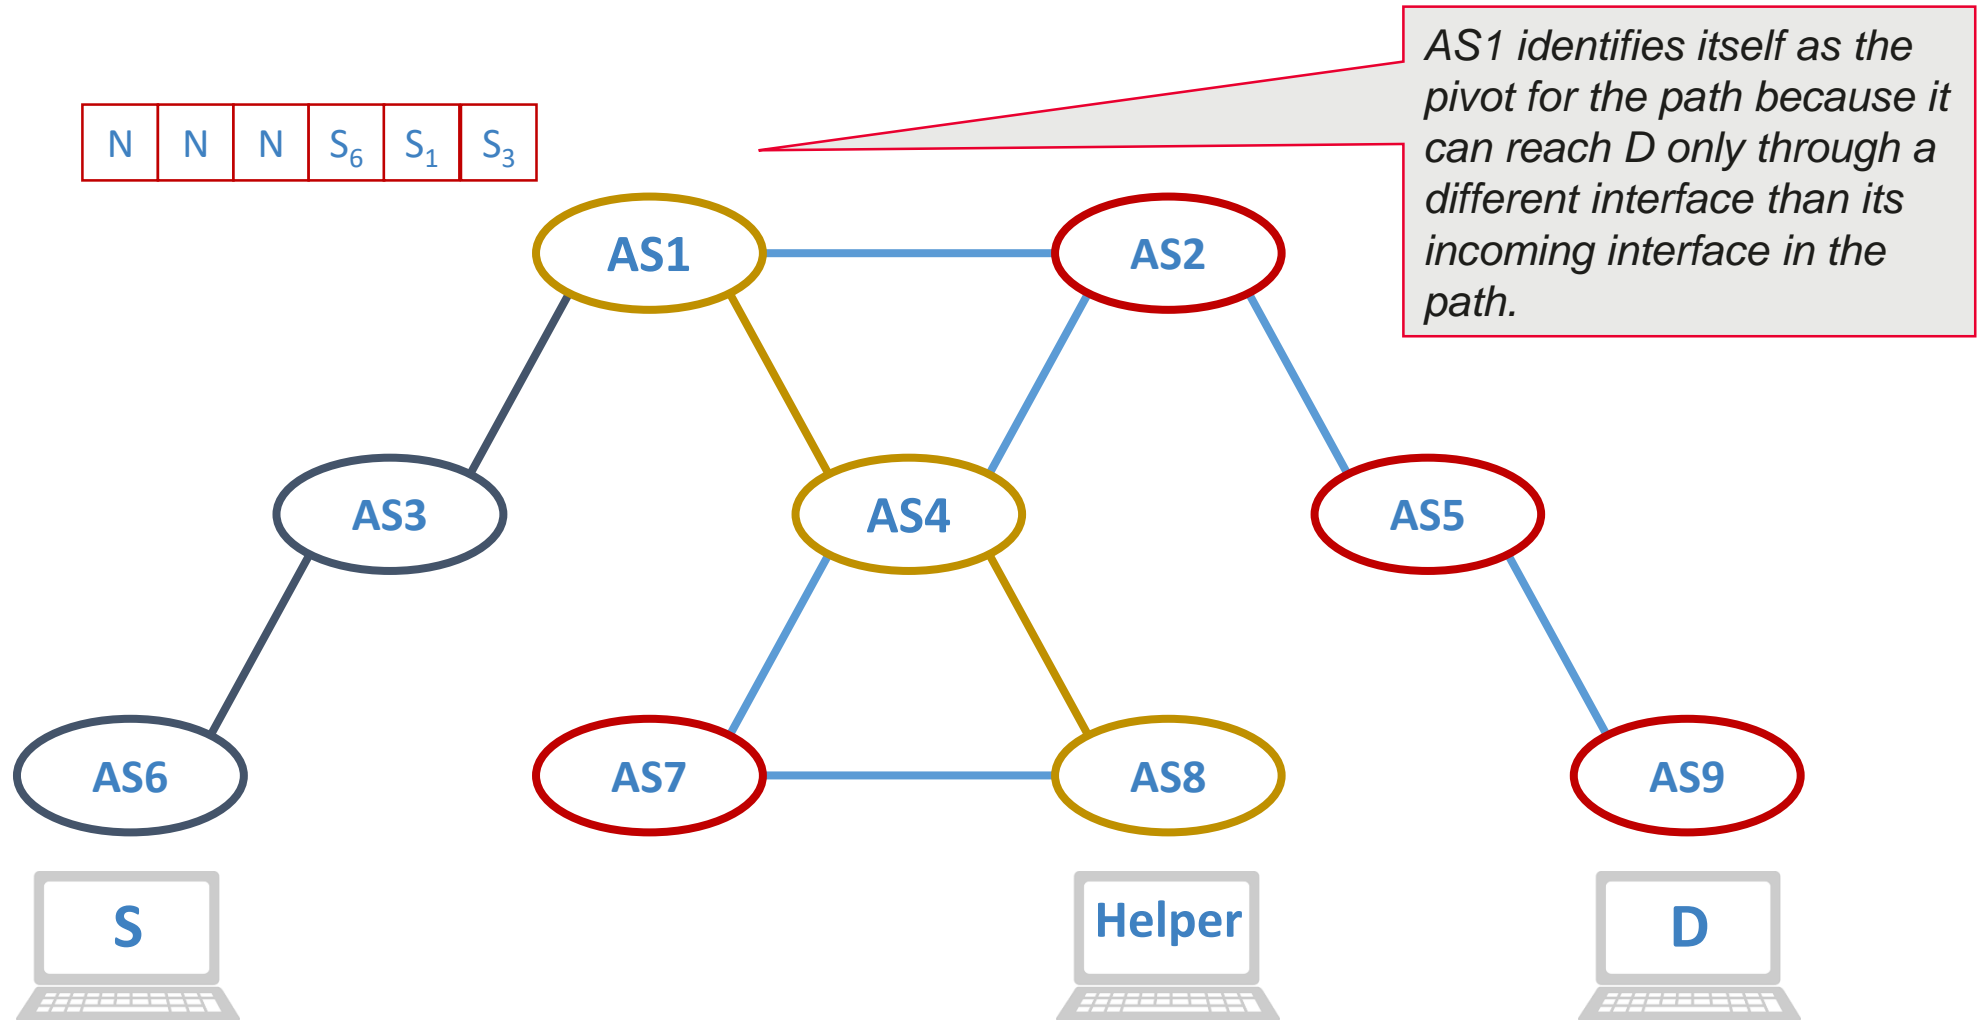 AS1 identifies itself as the
pivot for the path because it
can reach D only through a
different interface than its
incoming interface in the
path.
N N N S₆ S₁ S₃
AS1 AS2
AS3 AS4 AS5
AS6 AS7 AS8 AS9
S Helper D